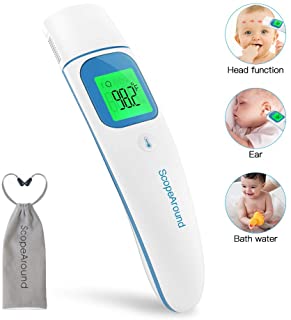 98.2°F
Head function
Ear
Bath water
ScopeAround
ScopeAround